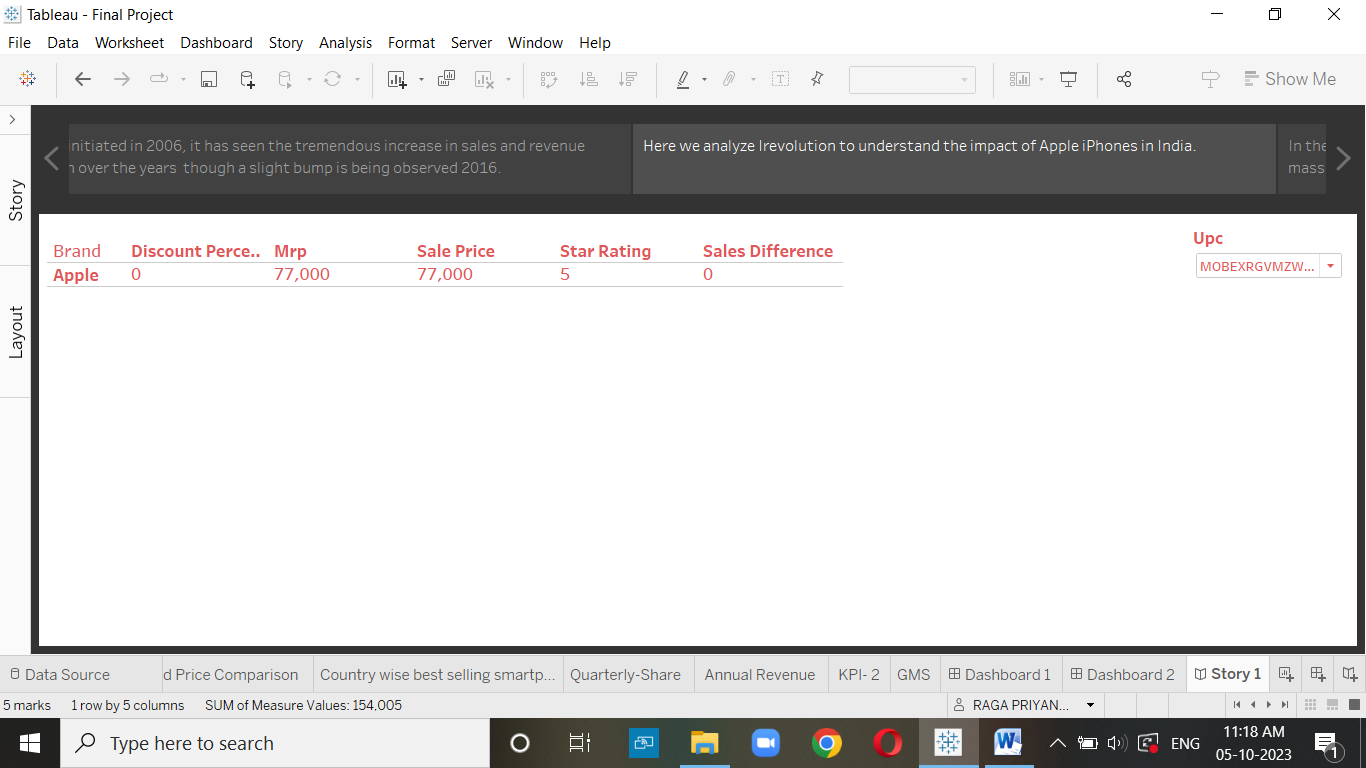 Tableau - Final Project
File Data Worksheet Dashboard Story Analysis Format Server Window Help
Show Me
Story
Layout
nitiated in 2006, it has seen the tremendous increase in sales and revenue
over the years though a slight bump is being observed 2016.
Here we analyze Irevolution to understand the impact of Apple iPhones in India.
In the
mass
Brand Discount Perce.. Mrp Sale Price Star Rating Sales Difference
Apple 0 77,000 77,000 5 0
Upc
MOBEXRGVMZW...
Data Source d Price Comparison Country wise best selling smartp... Quarterly-Share Annual Revenue KPI- 2 GMS Dashboard 1 Dashboard 2 Story 1
5 marks 1 row by 5 columns SUM of Measure Values: 154,005 RAGA PRIYAN...
Type here to search
ENG
11:18 AM
05-10-2023
1